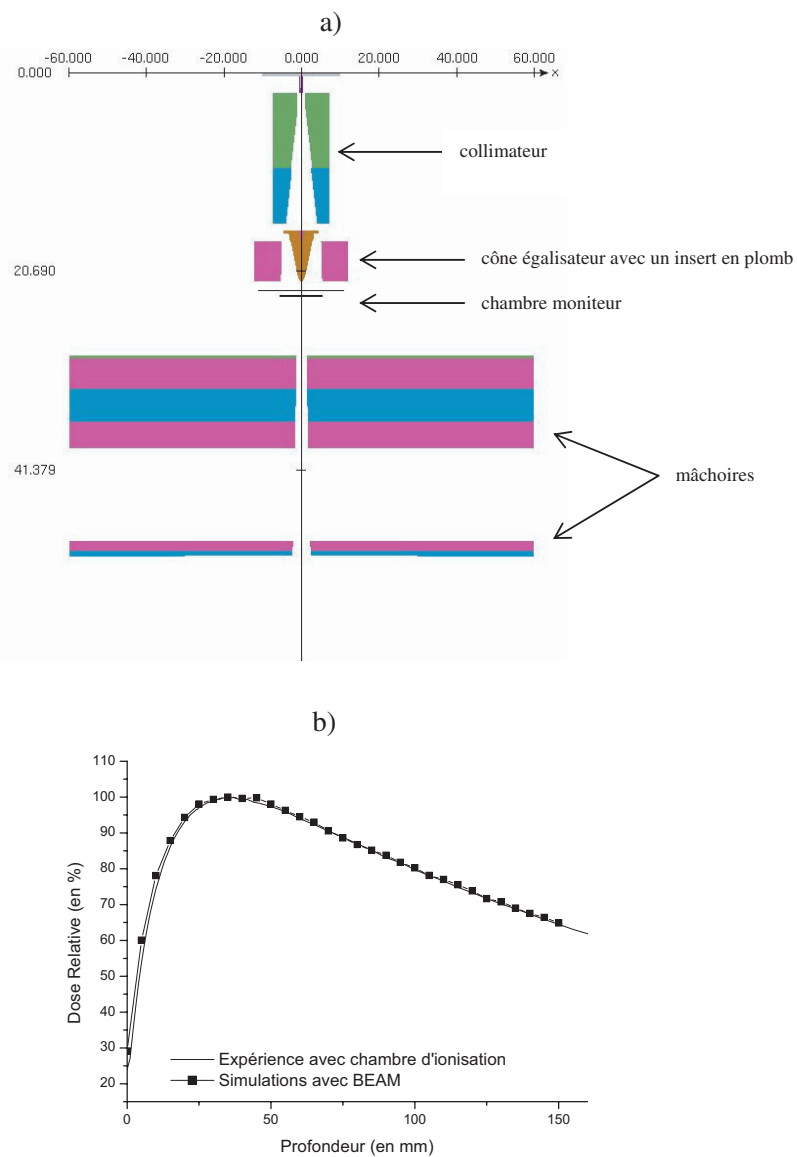 a)
-60.000 -40.000 -20.000 0.000 20.000 40.000 60.000
0.000
x
collimateur
cône égalisateur avec un insert en plomb
20.690
chambre moniteur
41.379
mâchoires
b)
110
100
90
80
70
60
50
40
30
20
Dose Relative (en %)
Expérience avec chambre d'ionisation
Simulations avec BEAM
0 50 100 150
Profondeur (en mm)